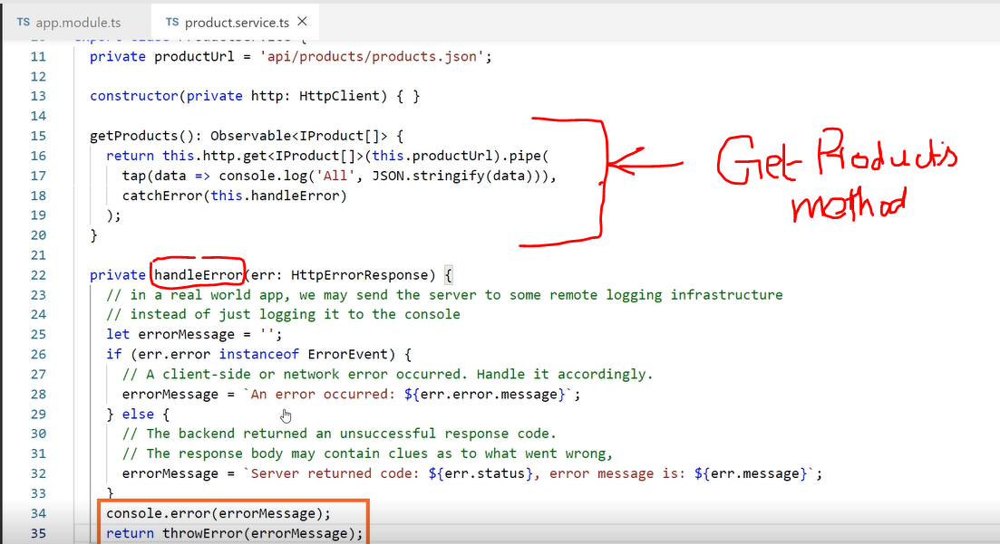 TS app.module.ts
TS product.service.ts ×
11 private productUrl = 'api/products/products.json';
12
13 constructor(private http: HttpClient) { }
14
15 getProducts(): Observable<IProduct[]> {
16 return this.http.get<IProduct[]>(this.productUrl).pipe(
17 tap(data => console.log('All', JSON.stringify(data))),
18 catchError(this.handleError)
19 );
20 }
Get Products
method
21
22 private handleError(err: HttpErrorResponse) {
23 // in a real world app, we may send the server to some remote logging infrastructure
24 // instead of just logging it to the console
25 let errorMessage = '';
26 if (err.error instanceof ErrorEvent) {
27 // A client-side or network error occurred. Handle it accordingly.
28 errorMessage = `An error occurred: ${err.error.message}`;
29 } else {
30 // The backend returned an unsuccessful response code.
31 // The response body may contain clues as to what went wrong,
32 errorMessage = `Server returned code: ${err.status}, error message is: ${err.message}`;
33 }
34 console.error(errorMessage);
35 return throwError(errorMessage);